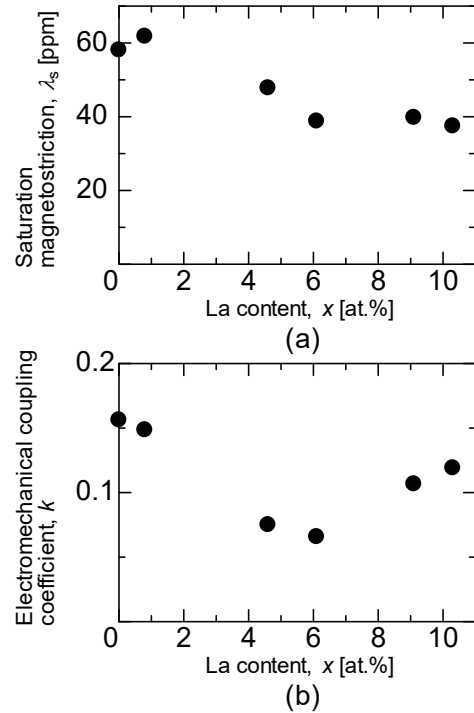 60
40
20
Saturation
magnetostriction, λs [ppm]
0 2 4 6 8 10
La content, x [at.%]
(a)
0.2
0.1
Electromechanical coupling
coefficient, k
0 2 4 6 8 10
La content, x [at.%]
(b)